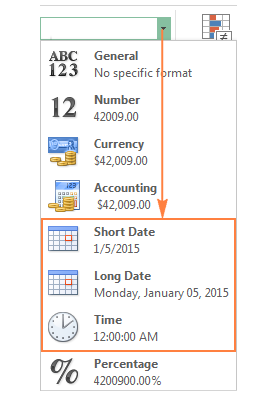 ABC
123
General
No specific format
12
Number
42009.00
Currency
$42,009.00
Accounting
$42,009.00
Short Date
1/5/2015
Long Date
Monday, January 05, 2015
Time
12:00:00 AM
%
Percentage
4200900.00%